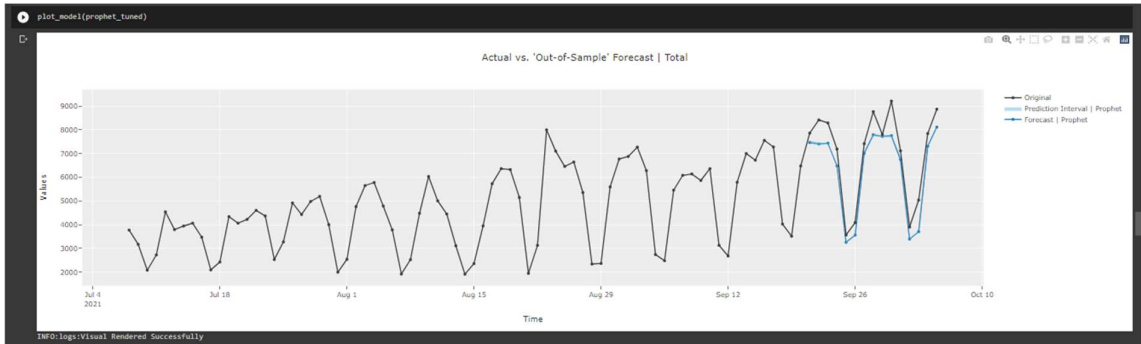 plot_model(prophet_tuned)
Actual vs. 'Out-of-Sample' Forecast | Total
Original
Prediction Interval | Prophet
Forecast | Prophet
9000
8000
7000
6000
5000
4000
3000
2000
Values
Jul 4 Jul 18 Aug 1 Aug 15 Aug 29 Sep 12 Sep 26 Oct 10
2021
Time
INFO:logs:Visual Rendered Successfully